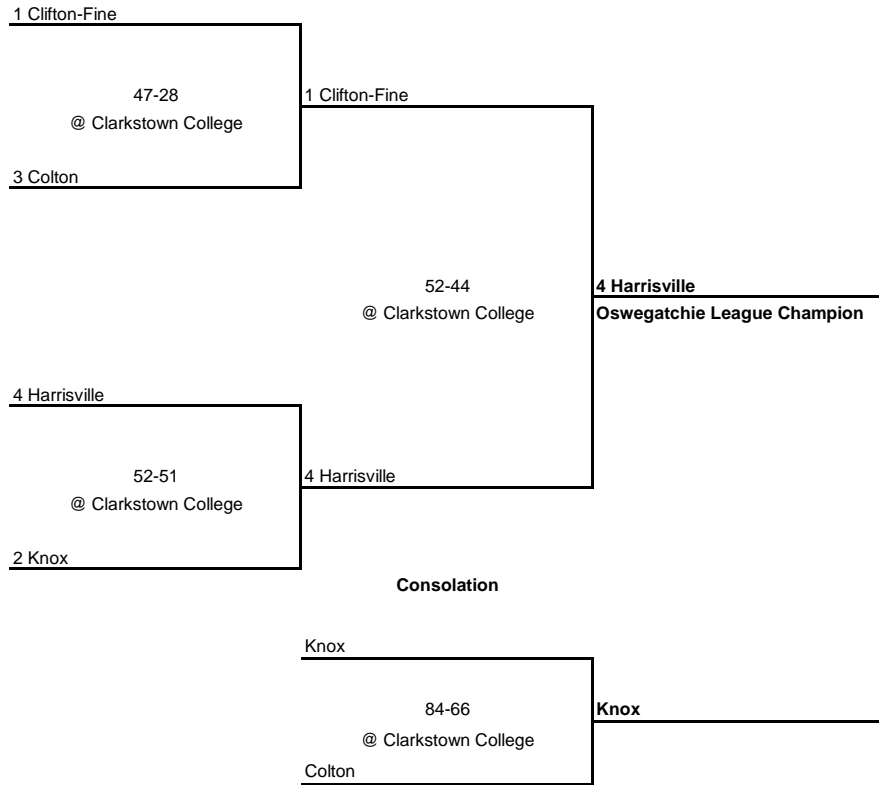 1 Clifton-Fine
47-28
@ Clarkstown College
1 Clifton-Fine
3 Colton
52-44
@ Clarkstown College
4 Harrisville
Oswegatchie League Champion
4 Harrisville
52-51
@ Clarkstown College
4 Harrisville
2 Knox
Consolation
Knox
84-66
@ Clarkstown College
Knox
Colton